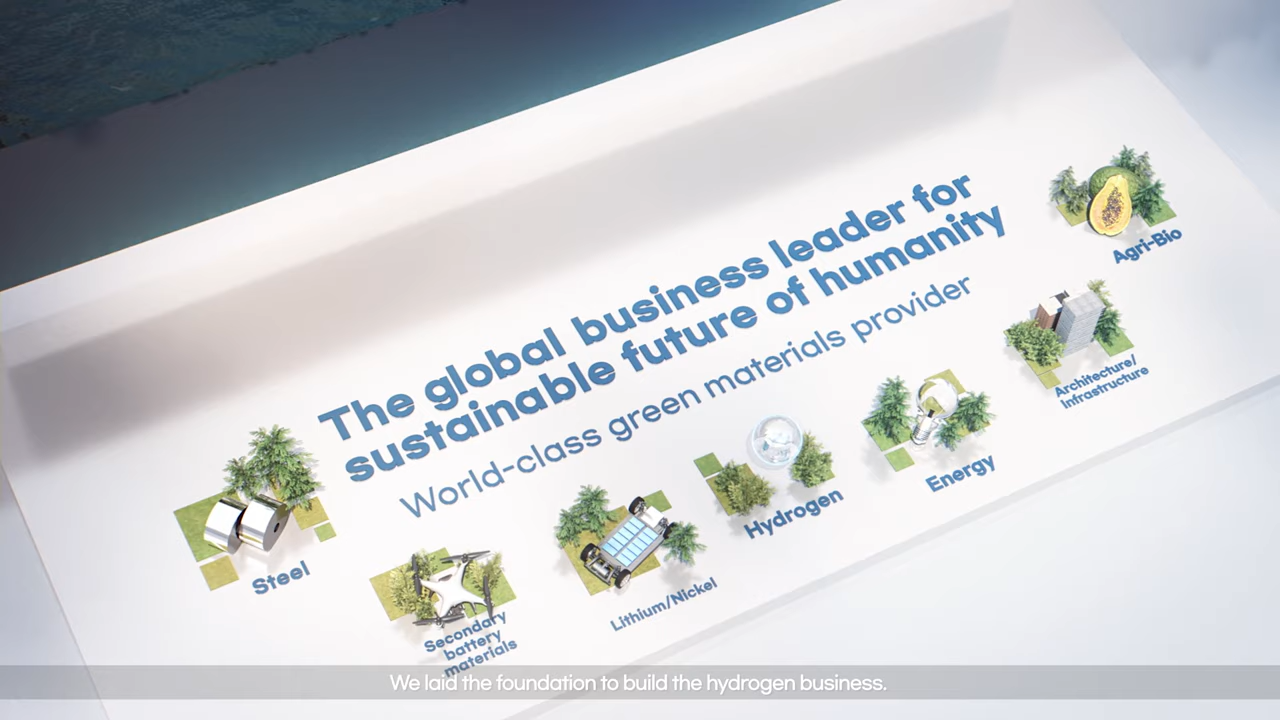 The global business leader for
sustainable future of humanity
World-class green materials provider
Steel
Secondary
battery
materials
Lithium/Nickel
Hydrogen
Energy
Architecture/
Infrastructure
Agri-Bio
We laid the foundation to build the hydrogen business.